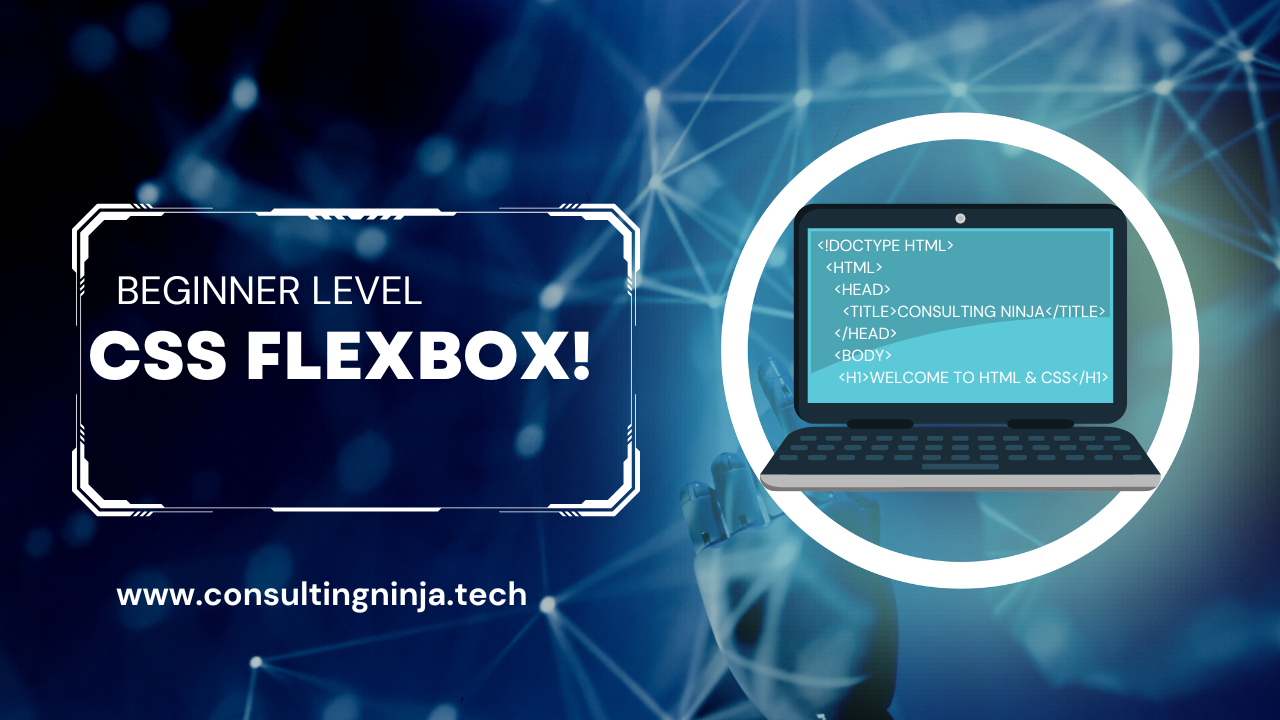 BEGINNER LEVEL
CSS FLEXBOX!
www.consultingninja.tech
<!DOCTYPE HTML>
<HTML>
<HEAD>
<TITLE>CONSULTING NINJA</TITLE>
</HEAD>
<BODY>
<H1>WELCOME TO HTML & CSS</H1>